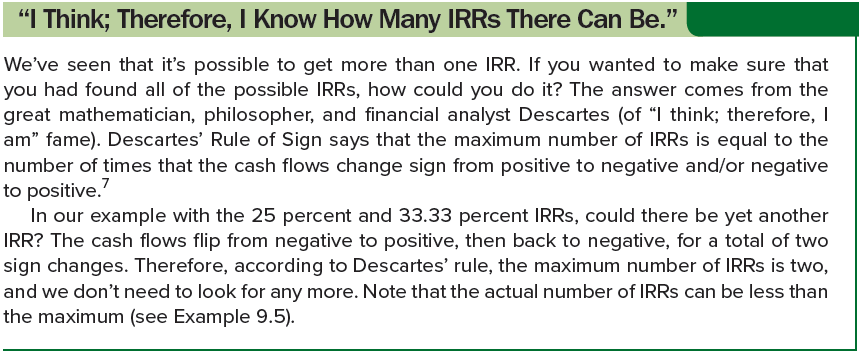 “I Think; Therefore, I Know How Many IRRs There Can Be.”
We’ve seen that it’s possible to get more than one IRR. If you wanted to make sure that
you had found all of the possible IRRs, how could you do it? The answer comes from the
great mathematician, philosopher, and financial analyst Descartes (of “I think; therefore, I
am” fame). Descartes’ Rule of Sign says that the maximum number of IRRs is equal to the
number of times that the cash flows change sign from positive to negative and/or negative
to positive.7
In our example with the 25 percent and 33.33 percent IRRs, could there be yet another
IRR? The cash flows flip from negative to positive, then back to negative, for a total of two
sign changes. Therefore, according to Descartes’ rule, the maximum number of IRRs is two,
and we don’t need to look for any more. Note that the actual number of IRRs can be less than
the maximum (see Example 9.5).